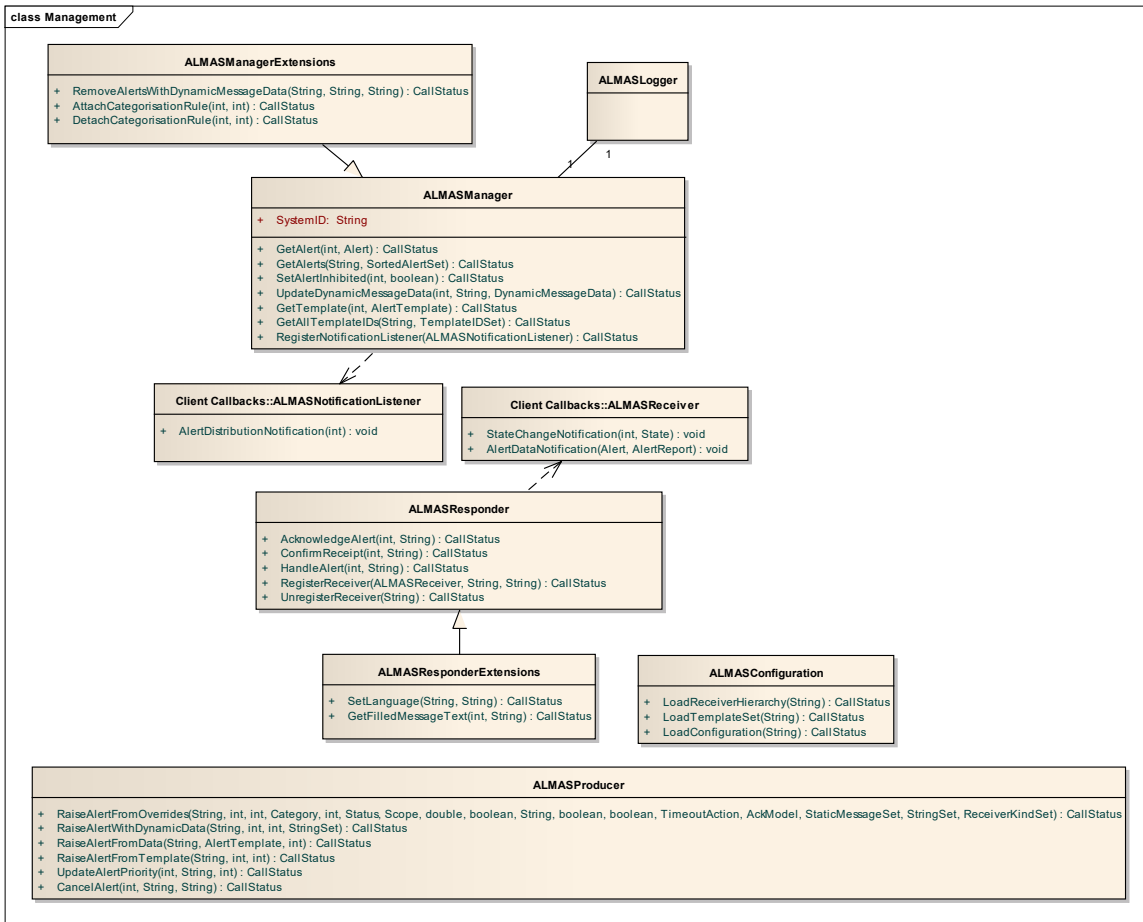 class Management
ALMASManagerExtensions
+ RemoveAlertsWithDynamicMessageData(String, String, String) : CallStatus
+ AttachCategorisationRule(int, int) : CallStatus
+ DetachCategorisationRule(int, int) : CallStatus
ALMASLogger
1
1
ALMASManager
+ SystemID: String
+ GetAlert(int, Alert) : CallStatus
+ GetAlerts(String, SortedAlertSet) : CallStatus
+ SetAlertInhibited(int, boolean) : CallStatus
+ UpdateDynamicMessageData(int, String, DynamicMessageData) : CallStatus
+ GetTemplate(int, AlertTemplate) : CallStatus
+ GetAllTemplateIDs(String, TemplateIDSet) : CallStatus
+ RegisterNotificationListener(ALMASNotificationListener) : CallStatus
Client Callbacks::ALMASNotificationListener
+ AlertDistributionNotification(int) : void
Client Callbacks::ALMASReceiver
+ StateChangeNotification(int, State) : void
+ AlertDataNotification(Alert, AlertReport) : void
ALMASResponder
+ AcknowledgeAlert(int, String) : CallStatus
+ ConfirmReceipt(int, String) : CallStatus
+ HandleAlert(int, String) : CallStatus
+ RegisterReceiver(ALMASReceiver, String, String) : CallStatus
+ UnregisterReceiver(String) : CallStatus
ALMASResponderExtensions
+ SetLanguage(String, String) : CallStatus
+ GetFilledMessageText(int, String) : CallStatus
ALMASConfiguration
+ LoadReceiverHierarchy(String) : CallStatus
+ LoadTemplateSet(String) : CallStatus
+ LoadConfiguration(String) : CallStatus
ALMASProducer
+ RaiseAlertFromOverrides(String, int, int, Category, int, Status, Scope, double, boolean, String, boolean, boolean, TimeoutAction, AckModel, StaticMessageSet, StringSet, ReceiverKindSet) : CallStatus
+ RaiseAlertWithDynamicData(String, int, int, StringSet) : CallStatus
+ RaiseAlertFromData(String, AlertTemplate, int) : CallStatus
+ RaiseAlertFromTemplate(String, int, int) : CallStatus
+ UpdateAlertPriority(int, String, int) : CallStatus
+ CancelAlert(int, String, String) : CallStatus